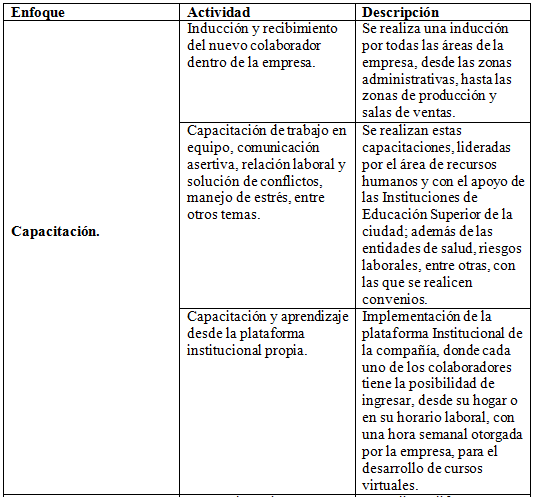 Enfoque
Actividad
Descripción
Capacitación.
Inducción y recibimiento
del nuevo colaborador
dentro de la empresa.
Se realiza una inducción
por todas las áreas de la
empresa, desde las zonas
administrativas, hasta las
zonas de producción y
salas de ventas.
Capacitación de trabajo en
equipo, comunicación
asertiva, relación laboral y
solución de conflictos,
manejo de estrés, entre
otros temas.
Se realizan estas
capacitaciones, lideradas
por el área de recursos
humanos y con el apoyo de
las Instituciones de
Educación Superior de la
ciudad; además de las
entidades de salud, riesgos
laborales, entre otras, con
las que se realicen
convenios.
Capacitación y aprendizaje
desde la plataforma
institucional propia.
Implementación de la
plataforma Institucional de
la compañía, donde cada
uno de los colaboradores
tiene la posibilidad de
ingresar, desde su hogar o
en su horario laboral, con
una hora semanal otorgada
por la empresa, para el
desarrollo de cursos
virtuales.